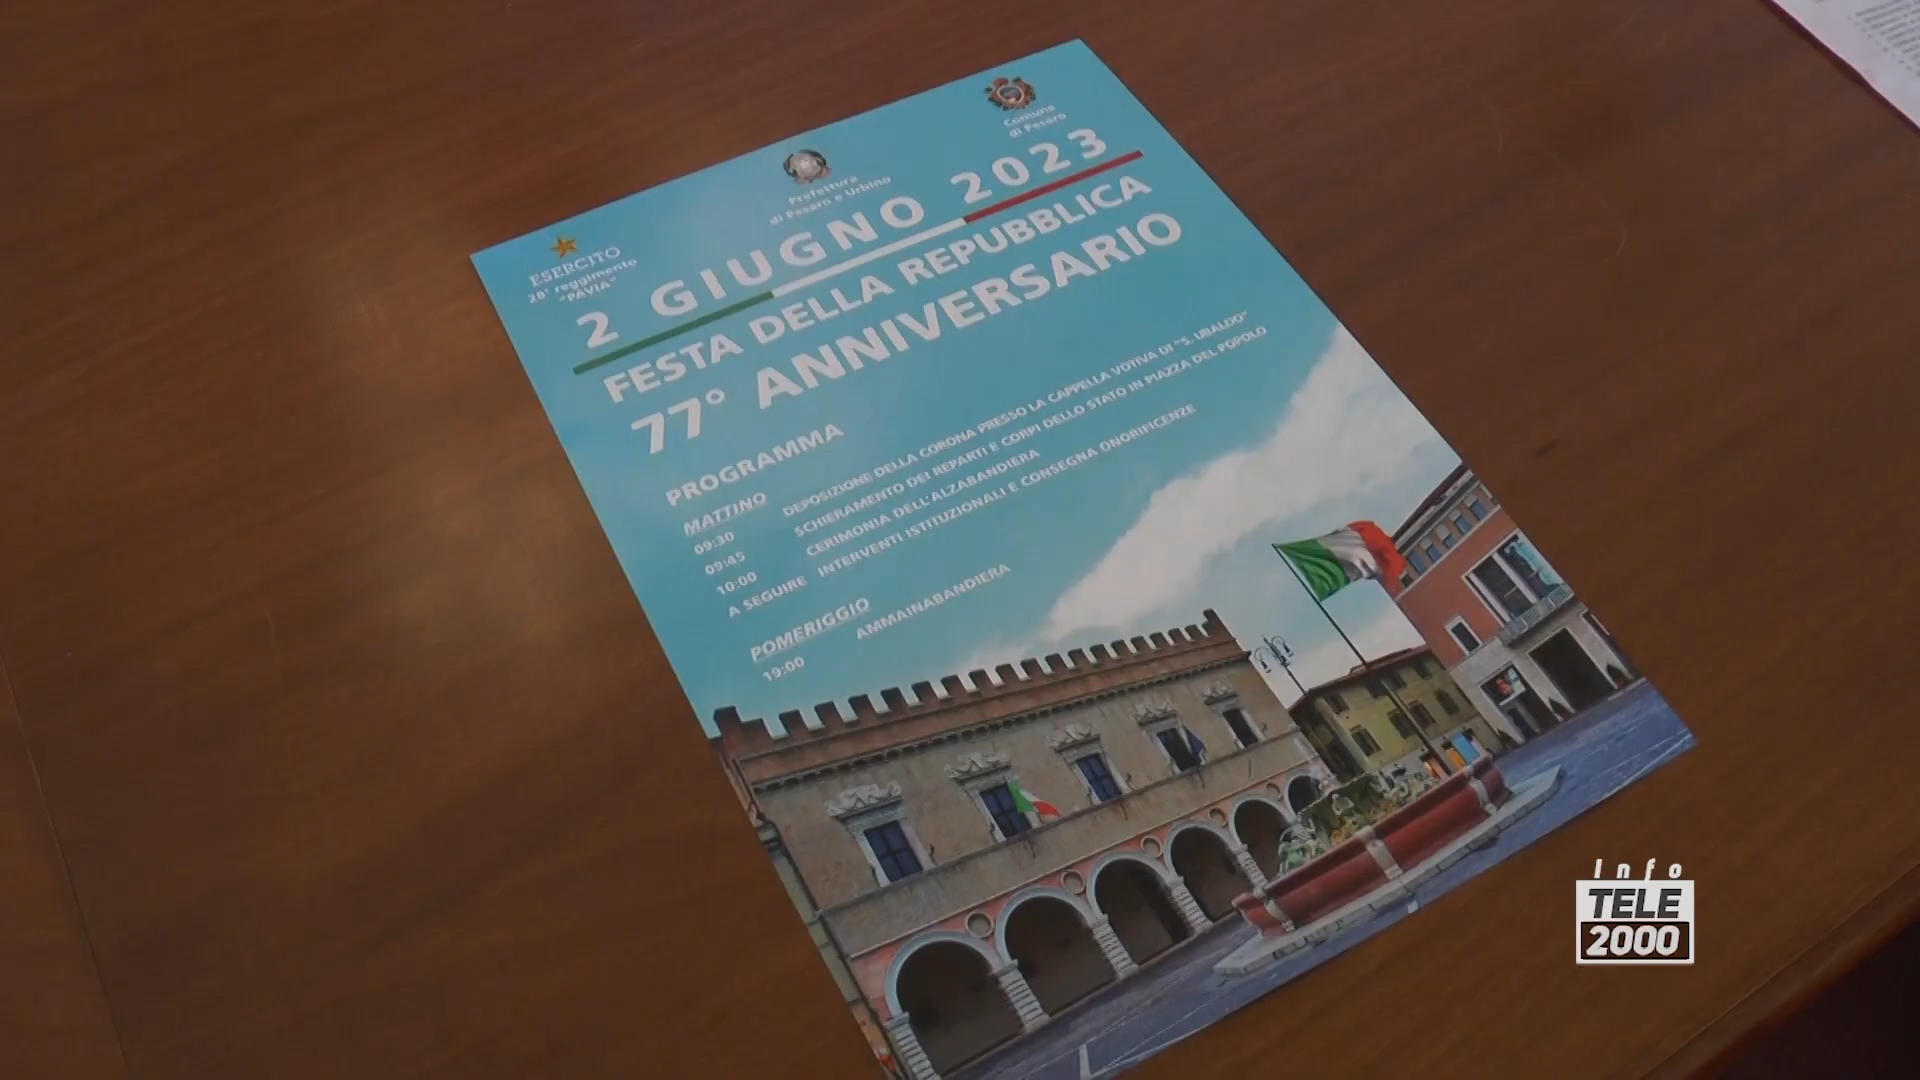 ESERCITO
28° reggimento
"PAVIA"
Prefettura
di Pesaro e Urbino
Comune
di Pesaro
2 GIUGNO 2023
FESTA DELLA REPUBBLICA
77° ANNIVERSARIO
PROGRAMMA
MATTINO
09:30 DEPOSIZIONE DELLA CORONA PRESSO LA CAPPELLA VOTIVA DI "S. UBALDO"
09:45 SCHIERAMENTO DEI REPARTI E CORPI DELLO STATO IN PIAZZA DEL POPOLO
10:00 CERIMONIA DELL'ALZABANDIERA
A SEGUIRE INTERVENTI ISTITUZIONALI E CONSEGNA ONORIFICENZE
POMERIGGIO
19:00 AMMAINABANDIERA
Info
TELE
2000